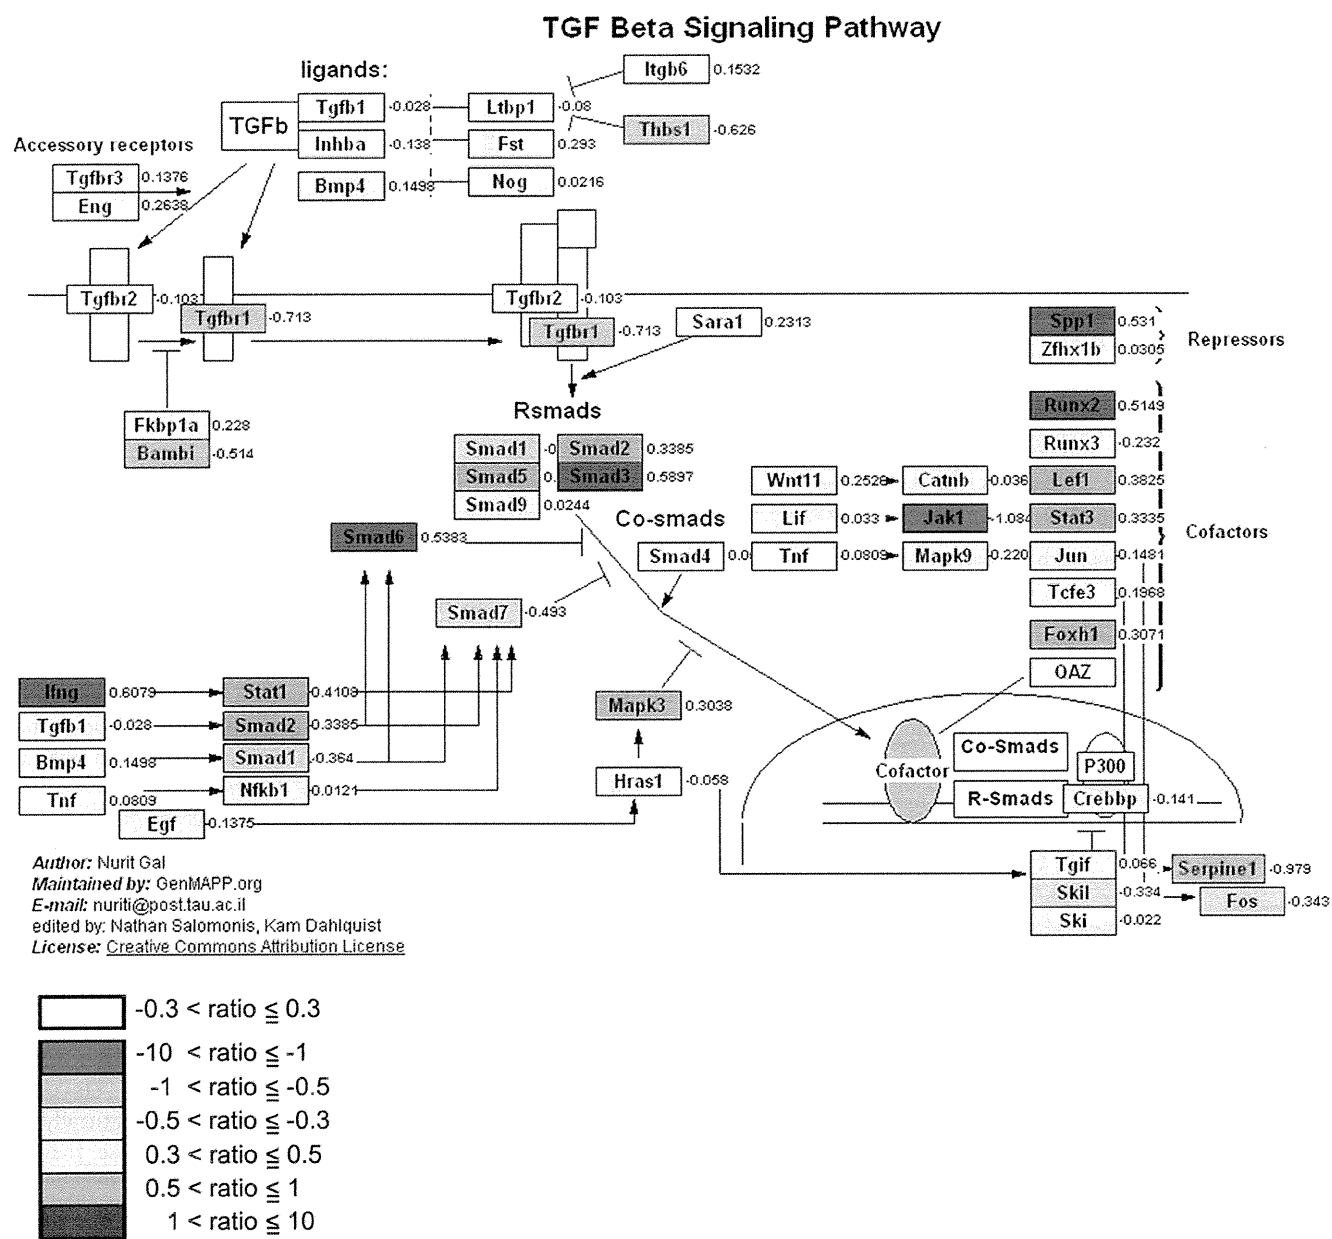 TGF Beta Signaling Pathway
ligands:
Itgb6 0.1532
TGFb
Tgfb1 -0.028
Ltbp1 -0.08
Thbs1 -0.626
Inhba -0.138
Fst 0.293
Accessory receptors
Tgfbr3 0.1376
Bmp4 0.1498
Nog 0.0216
Eng 0.2638
Tgfbr2 -0.103
Tgfbr1 -0.713
Tgfbr2 -0.103
Tgfbr1 -0.713
Sara1 0.2313
Spp1 0.531
Zfhx1b 0.0305
Repressors
Fkbp1a 0.228
Bambi -0.514
Rsmads
Smad1 -0
Smad2 0.3385
Smad5 0.
Smad3 0.5897
Smad9 0.0244
Runx2 0.5149
Runx3 -0.232
Wnt11 0.2528
Catnb 0.036
Lef1 0.3825
Co-smads
Lif 0.033
Jak1 -1.084
Stat3 0.3335
Cofactors
Smad6 0.5383
Smad4 0.0
Tnf 0.0809
Mapk9 -0.220
Jun -0.1481
Tcfe3 0.1968
Smad7 -0.493
Foxh1 0.3071
OAZ
Ifng 0.6079
Stat1 0.4109
Mapk3 0.3038
Tgfb1 -0.028
Smad2 0.3385
Bmp4 0.1498
Smad1 -0.364
Co-Smads
P300
Cofactor
Tnf 0.0809
Nfkb1 0.0121
Hras1 -0.058
R-Smads
Crebbp -0.141
Egf -0.1375
Tgif 0.066
Serpine1 -0.979
Skil -0.334
Fos -0.343
Ski -0.022
Author: Nurit Gal
Maintained by: GenMAPP.org
E-mail: nuriti@post.tau.ac.il
edited by: Nathan Salomonis, Kam Dahlquist
License: Creative Commons Attribution License
-0.3 < ratio ≦ 0.3
-10 < ratio ≦ -1
-1 < ratio ≦ -0.5
-0.5 < ratio ≦ -0.3
0.3 < ratio ≦ 0.5
0.5 < ratio ≦ 1
1 < ratio ≦ 10